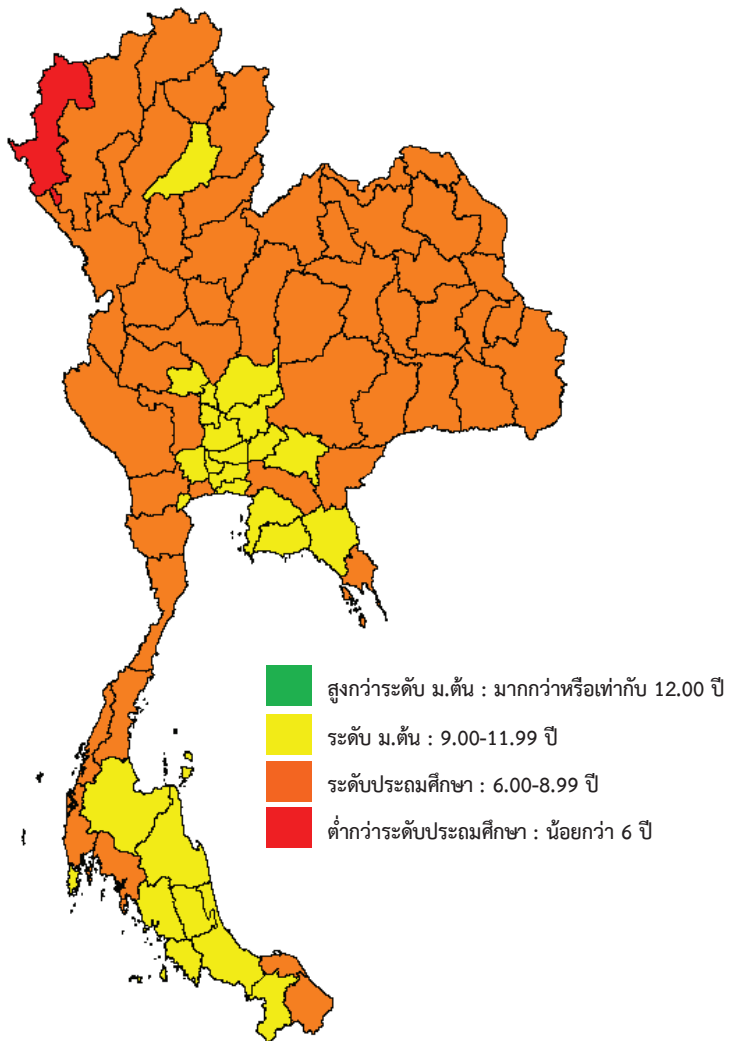 สูงกว่าระดับ ม.ต้น : มากกว่าหรือเท่ากับ 12.00 ปี
ระดับ ม.ต้น : 9.00-11.99 ปี
ระดับประถมศึกษา : 6.00-8.99 ปี
ต่ำกว่าระดับประถมศึกษา : น้อยกว่า 6 ปี